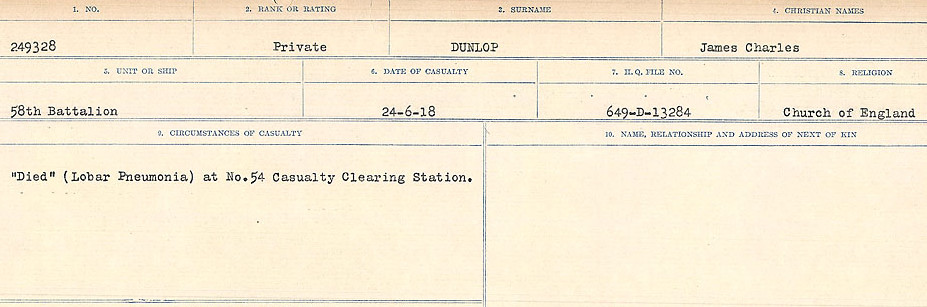 1. NO. 2. RANK OR RATING 3. SURNAME 4. CHRISTIAN NAMES
249328 Private DUNLOP James Charles
5. UNIT OR SHIP 6. DATE OF CASUALTY 7. H.Q. FILE NO. 8. RELIGION
58th Battalion 24-6-18 649-D-13284 Church of England
9. CIRCUMSTANCES OF CASUALTY 10. NAME, RELATIONSHIP AND ADDRESS OF NEXT OF KIN
"Died" (Lobar Pneumonia) at No.54 Casualty Clearing Station.